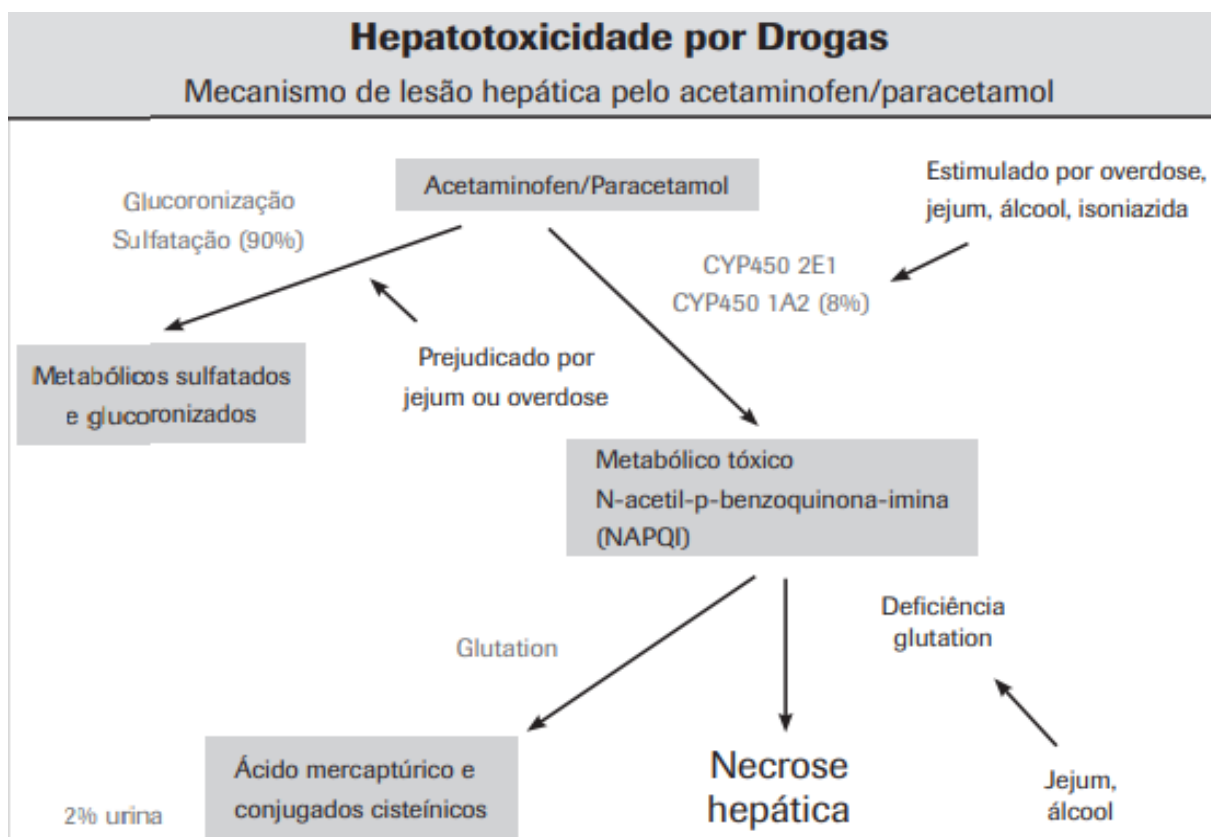 Hepatotoxicidade por Drogas
Mecanismo de lesão hepática pelo acetaminofen/paracetamol
Acetaminofen/Paracetamol
Estimulado por overdose,
jejum, álcool, isoniazida
Glucoronização
Sulfatação (90%)
CYP450 2E1
CYP450 1A2 (8%)
Prejudicado por
jejum ou overdose
Metabólicos sulfatados
e glucoronizados
Metabólico tóxico
N-acetil-p-benzoquinona-imina
(NAPQI)
Glutation
Deficiência
glutation
Ácido mercaptúrico e
conjugados cisteínicos
2% urina
Necrose
hepática
Jejum,
álcool